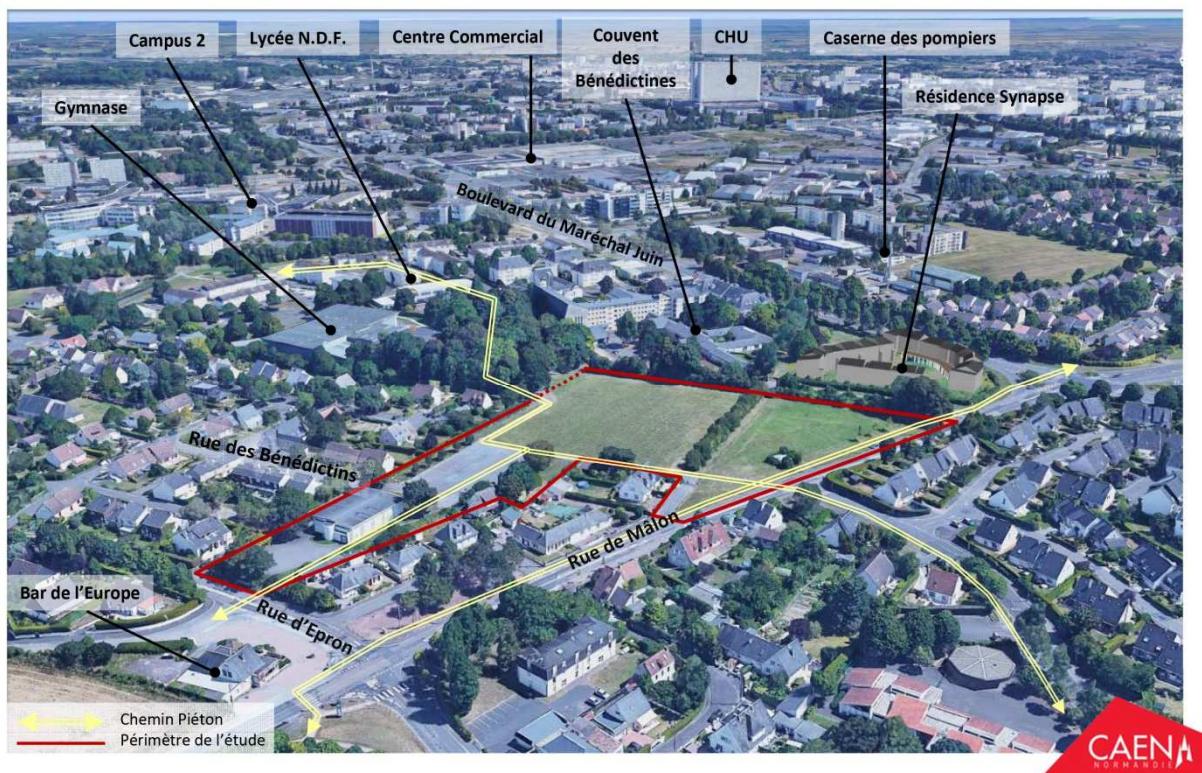 Campus 2
Lycée N.D.F.
Centre Commercial
Couvent
des
Bénédictines
CHU
Caserne des pompiers
Gymnase
Résidence Synapse
Boulevard du Maréchal Juin
Rue des Bénédictins
Rue de Mâlon
Bar de l'Europe
Rue d'Epron
Chemin Piéton
Périmètre de l'étude
CAEN
NORMANDIE